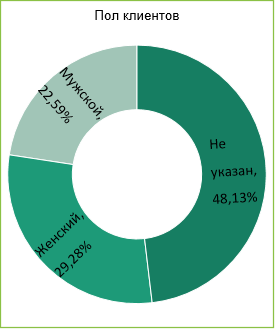 Пол клиентов
Мужской,
22,59%
Не
указан,
48,13%
Женский,
29,28%